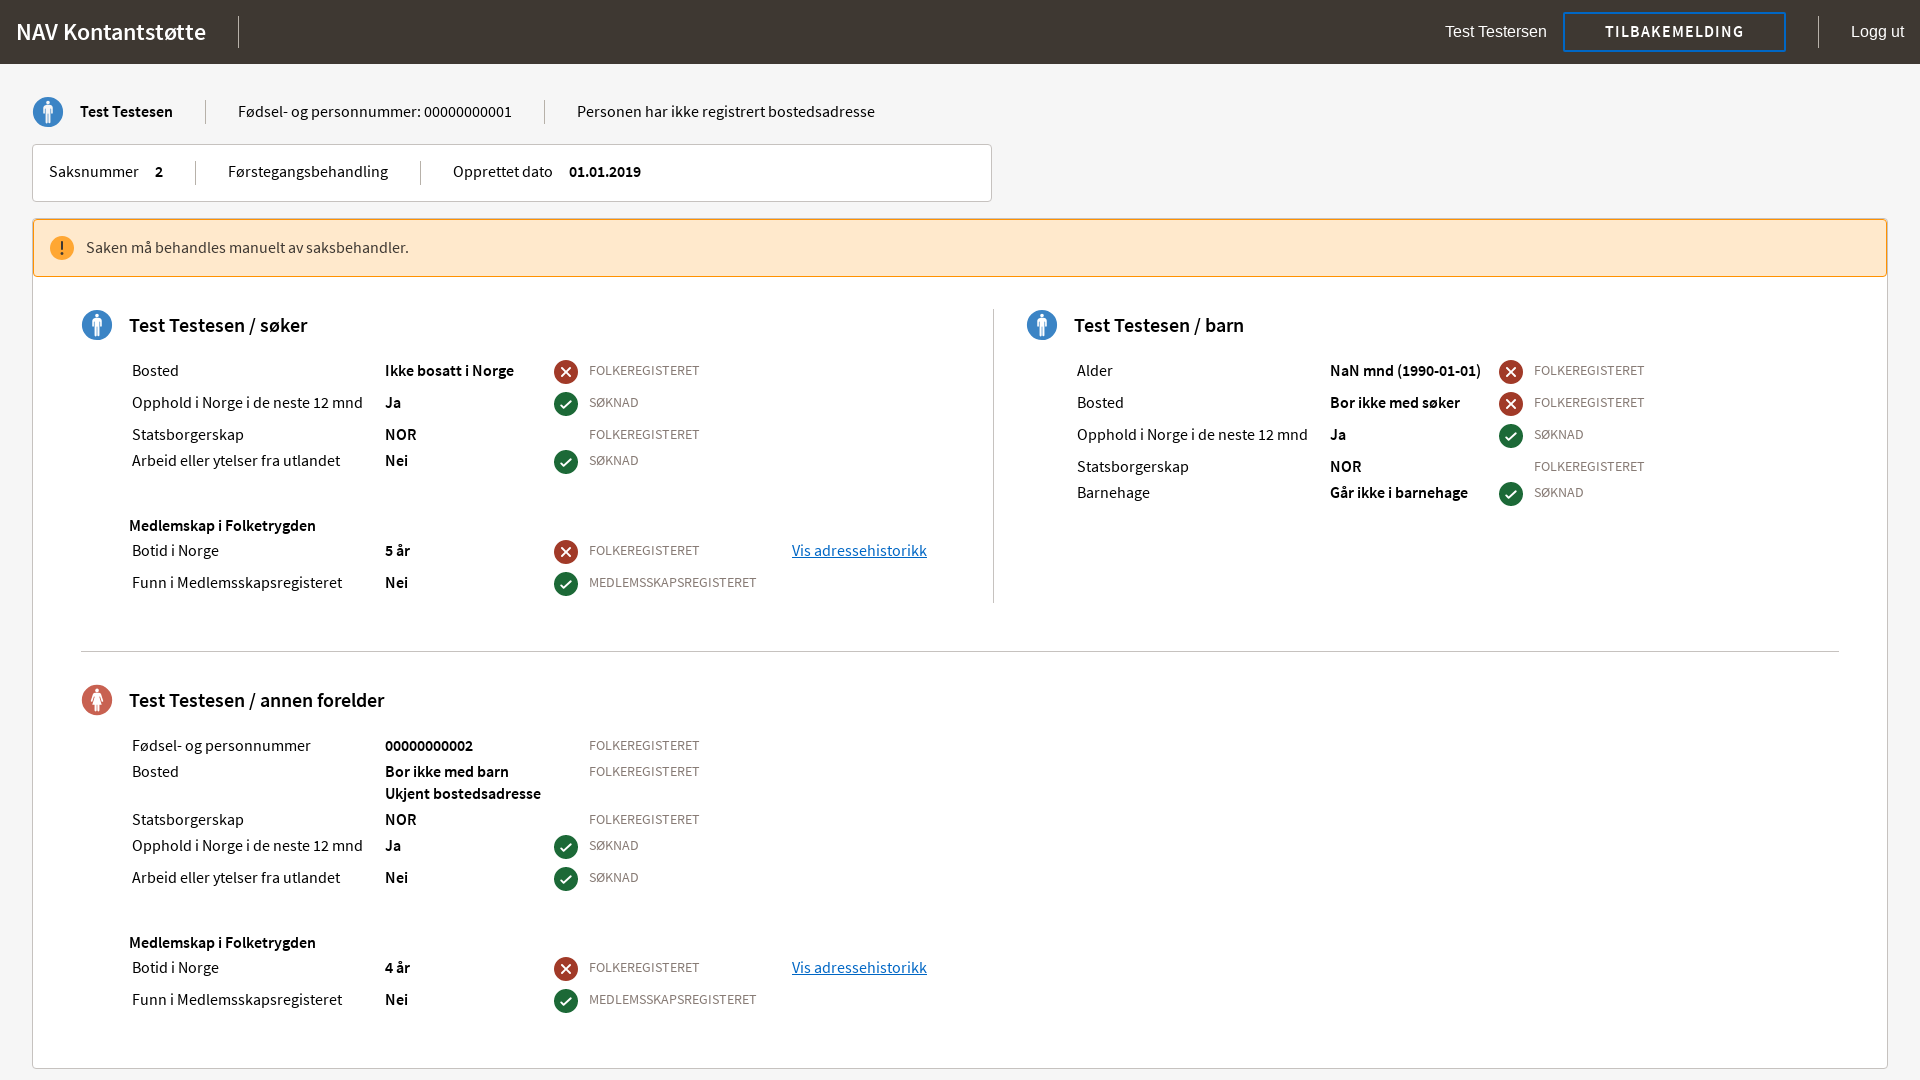 NAV Kontantstøtte
Test Testersen
TILBAKEMELDING
Logg ut
Test Testesen
Fødsel- og personnummer: 00000000001
Personen har ikke registrert bostedsadresse
Saksnummer 2
Førstegangsbehandling
Opprettet dato 01.01.2019
Saken må behandles manuelt av saksbehandler.
Test Testesen / søker
Bosted Ikke bosatt i Norge FOLKEREGISTERET
Opphold i Norge i de neste 12 mnd Ja SØKNAD
Statsborgerskap NOR FOLKEREGISTERET
Arbeid eller ytelser fra utlandet Nei SØKNAD
Medlemskap i Folketrygden
Botid i Norge 5 år FOLKEREGISTERET Vis adressehistorikk
Funn i Medlemsskapsregisteret Nei MEDLEMSSKAPSREGISTERET
Test Testesen / barn
Alder NaN mnd (1990-01-01) FOLKEREGISTERET
Bosted Bor ikke med søker FOLKEREGISTERET
Opphold i Norge i de neste 12 mnd Ja SØKNAD
Statsborgerskap NOR FOLKEREGISTERET
Barnehage Går ikke i barnehage SØKNAD
Test Testesen / annen forelder
Fødsel- og personnummer 00000000002 FOLKEREGISTERET
Bosted Bor ikke med barn FOLKEREGISTERET
Ukjent bostedsadresse
Statsborgerskap NOR FOLKEREGISTERET
Opphold i Norge i de neste 12 mnd Ja SØKNAD
Arbeid eller ytelser fra utlandet Nei SØKNAD
Medlemskap i Folketrygden
Botid i Norge 4 år FOLKEREGISTERET Vis adressehistorikk
Funn i Medlemsskapsregisteret Nei MEDLEMSSKAPSREGISTERET